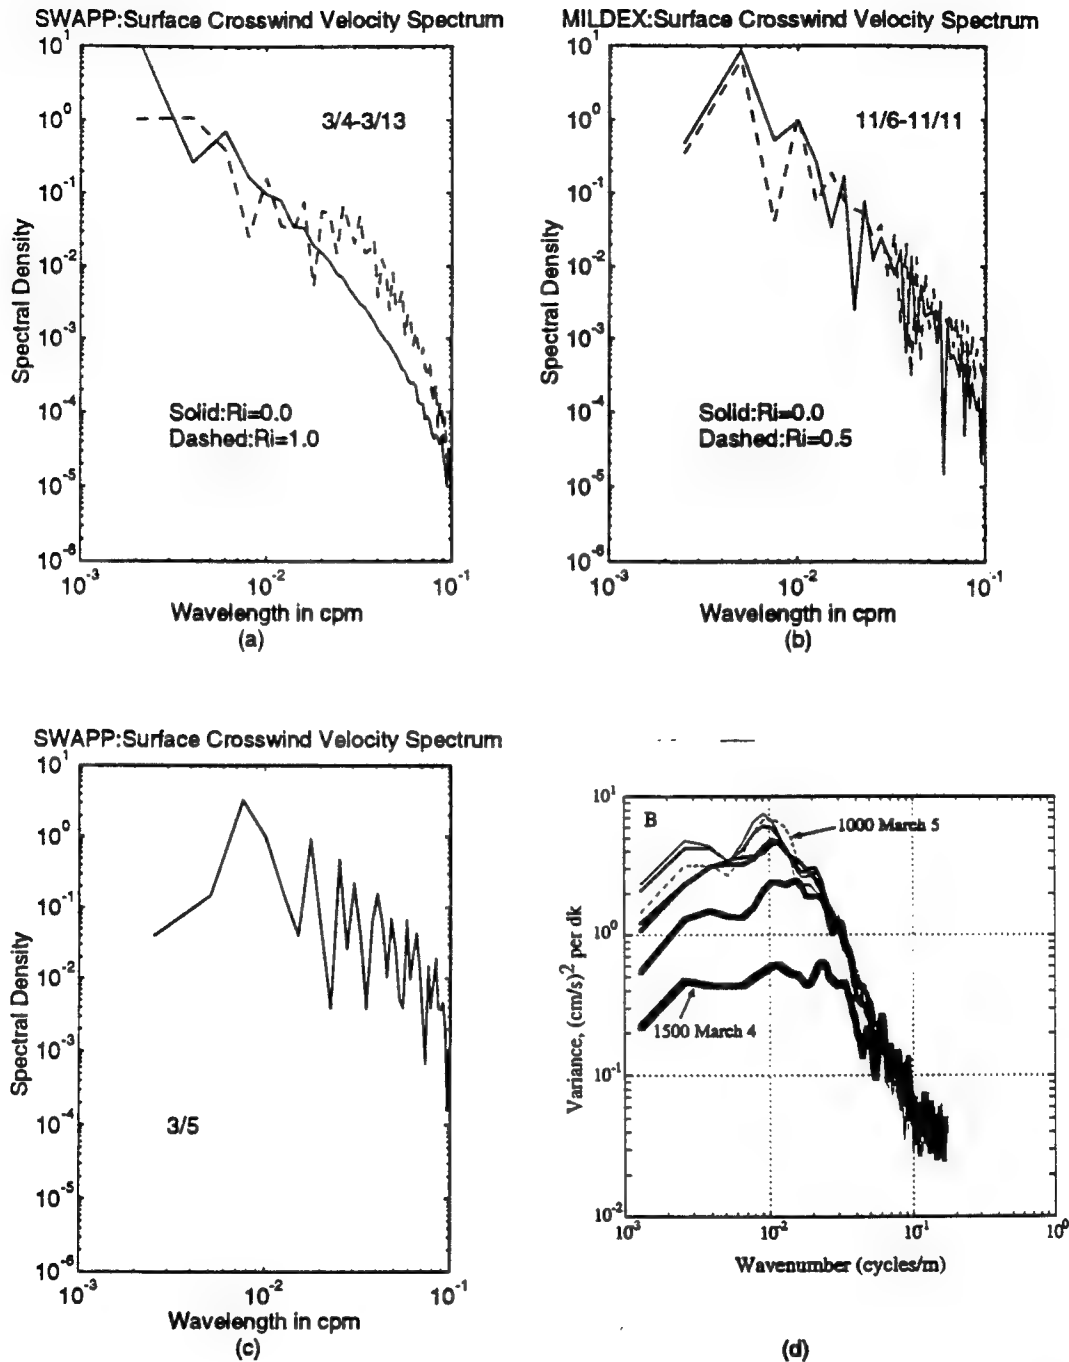 SWAPP:Surface Crosswind Velocity Spectrum
10^1
10^0
10^-1
10^-2
10^-3
10^-4
10^-5
10^-6
Spectral Density
3/4-3/13
Solid:Ri=0.0
Dashed:Ri=1.0
10^-3
10^-2
10^-1
Wavelength in cpm
(a)
MILDEX:Surface Crosswind Velocity Spectrum
10^1
10^0
10^-1
10^-2
10^-3
10^-4
10^-5
10^-6
Spectral Density
11/6-11/11
Solid:Ri=0.0
Dashed:Ri=0.5
10^-3
10^-2
10^-1
Wavelength in cpm
(b)
SWAPP:Surface Crosswind Velocity Spectrum
10^1
10^0
10^-1
10^-2
10^-3
10^-4
10^-5
10^-6
Spectral Density
3/5
10^-3
10^-2
10^-1
Wavelength in cpm
(c)
10^1
10^0
10^-1
10^-2
Variance, (cm/s)^2 per dk
B
1000 March 5
1500 March 4
10^-3
10^-2
10^-1
10^0
Wavenumber (cycles/m)
(d)